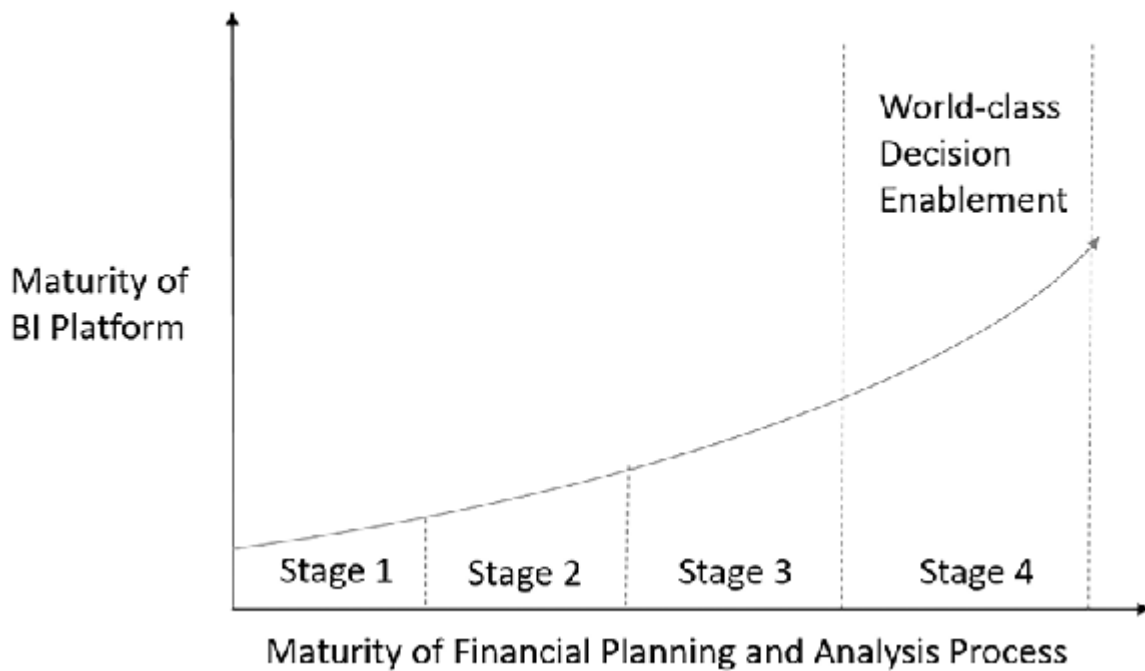 World-class
Decision
Enablement
Maturity of
BI Platform
Stage 1
Stage 2
Stage 3
Stage 4
Maturity of Financial Planning and Analysis Process